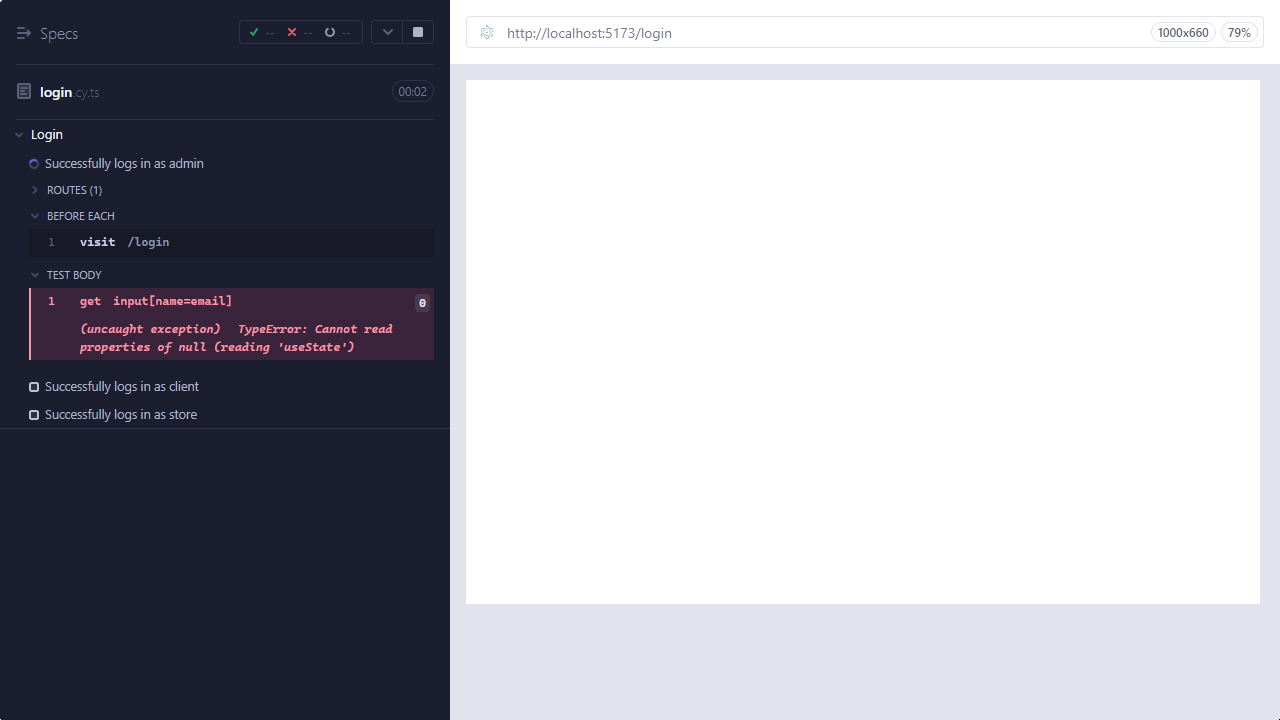 Specs
-- -- --
login.cy.ts
00:02
Login
Successfully logs in as admin
ROUTES (1)
BEFORE EACH
1 visit /login
TEST BODY
1 get input[name=email] 0
(uncaught exception) TypeError: Cannot read
properties of null (reading 'useState')
Successfully logs in as client
Successfully logs in as store
http://localhost:5173/login
1000x660
79%